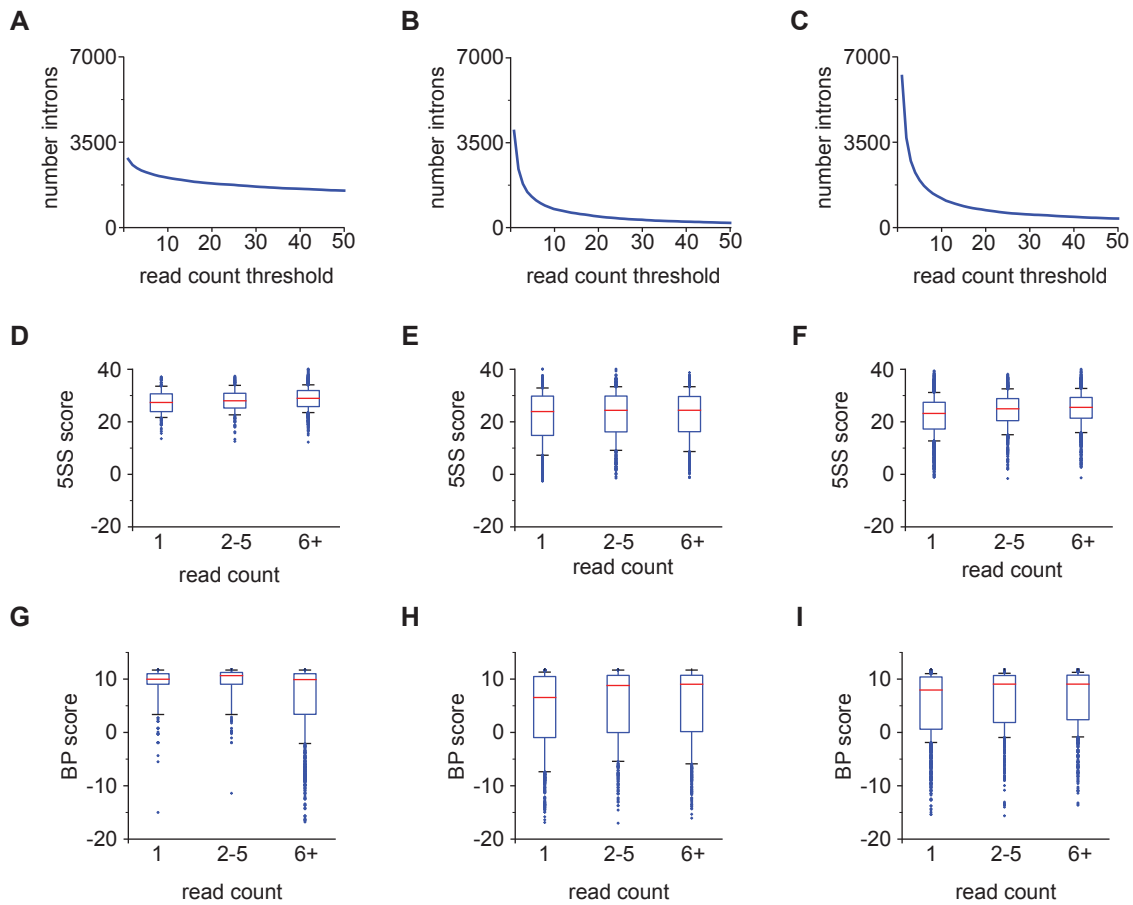 A
B
C
number introns
7000
3500
0
10 20 30 40 50
read count threshold
number introns
7000
3500
0
10 20 30 40 50
read count threshold
number introns
7000
3500
0
10 20 30 40 50
read count threshold
D
E
F
5SS score
40
20
0
-20
1 2-5 6+
read count
5SS score
40
20
0
-20
1 2-5 6+
read count
5SS score
40
20
0
-20
1 2-5 6+
read count
G
H
I
BP score
10
0
-10
-20
1 2-5 6+
read count
BP score
10
0
-10
-20
1 2-5 6+
read count
BP score
10
0
-10
-20
1 2-5 6+
read count